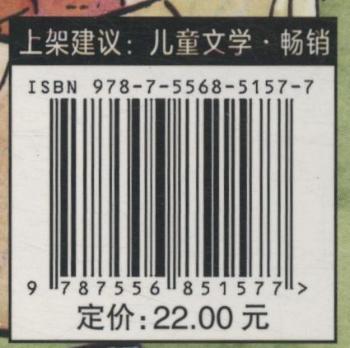 上架建议：儿童文学·畅销
ISBN 978-7-5568-5157-7
9 787556 851577 >
定价：22.00 元